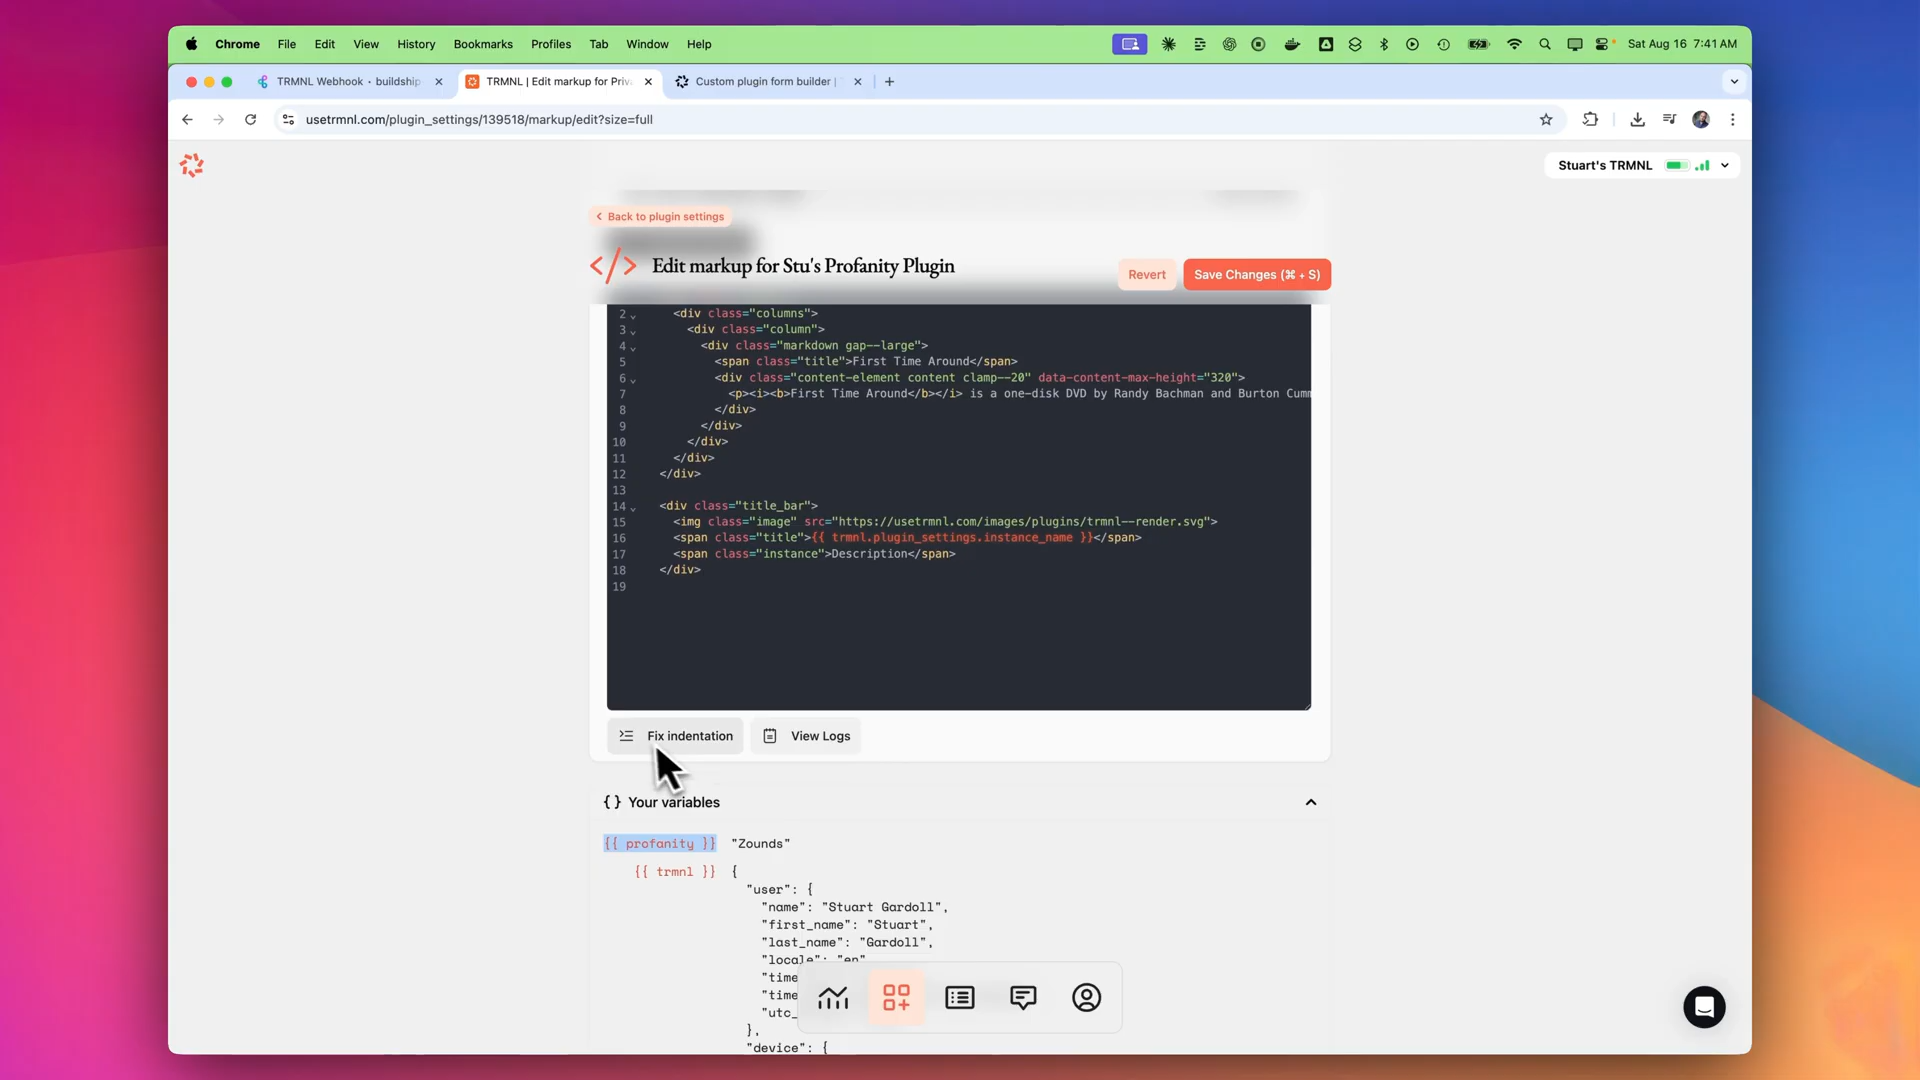 Chrome File Edit View History Bookmarks Profiles Tab Window Help Sat Aug 16 7:41 AM
TRMNL Webhook · buildship TRMNL | Edit markup for Priv Custom plugin form builder |
usetrmnl.com/plugin_settings/139518/markup/edit?size=full
Stuart's TRMNL
Back to plugin settings
</> Edit markup for Stu's Profanity Plugin
Revert Save Changes (⌘ + S)
2 <div class="columns">
3 <div class="column">
4 <div class="markdown gap--large">
5 <span class="title">First Time Around</span>
6 <div class="content-element content clamp--20" data-content-max-height="320">
7 <p><i><b>First Time Around</b></i> is a one-disk DVD by Randy Bachman and Burton Cumm
8 </div>
9 </div>
10 </div>
11 </div>
12 </div>
13
14 <div class="title_bar">
15 <img class="image" src="https://usetrmnl.com/images/plugins/trmnl--render.svg">
16 <span class="title">{{ trmnl.plugin_settings.instance_name }}</span>
17 <span class="instance">Description</span>
18 </div>
19
Fix indentation View Logs
{} Your variables
{{ profanity }} "Zounds"
{{ trmnl }} {
"user": {
"name": "Stuart Gardoll",
"first_name": "Stuart",
"last_name": "Gardoll",
"locale": "en"
"time
"time
"utc_
},
"device": {